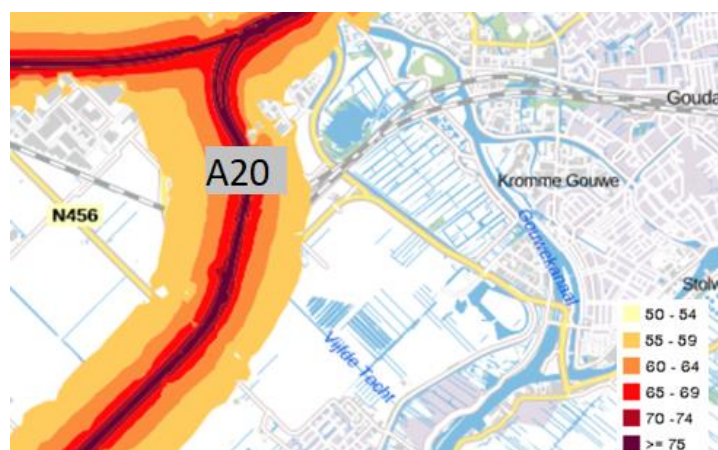 Gouda
A20
Kromme Gouwe
N456
Gouwekanaal
Stolw
50 - 54
55 - 59
Vijfde Tocht
60 - 64
65 - 69
70 -74
>= 75